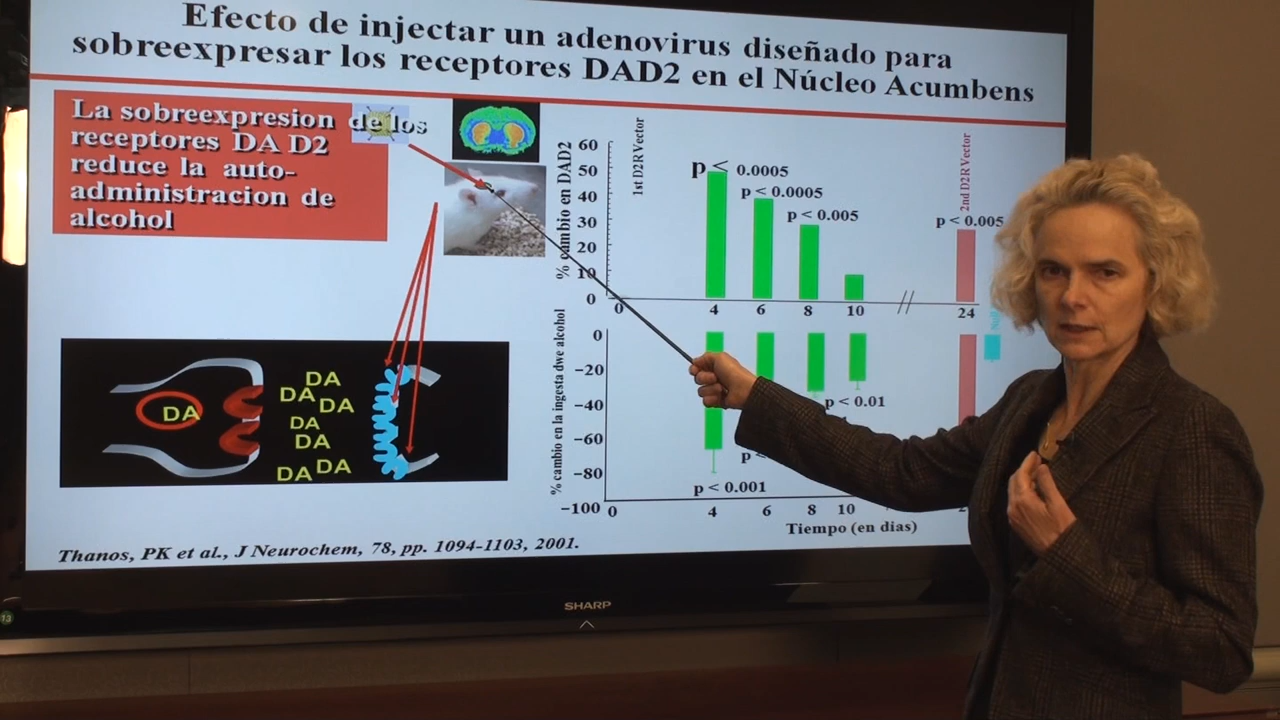 Efecto de injectar un adenovirus diseñado para
sobreexpresar los receptores DAD2 en el Núcleo Acumbens
La sobreexpresion de los
receptores DA D2
reduce la auto-
administracion de
alcohol
% cambio en DAD2
60
50
40
30
20
10
0
1st D2R Vector
p < 0.0005
p < 0.0005
p < 0.005
2nd D2R Vector
p < 0.005
0
4
6
8
10
24
% cambio en la ingesta dwe alcohol
0
−20
−40
−60
−80
−100
p < 0.01
p <
p < 0.001
0
4
6
8
10
Tiempo (en dias)
DA
DA
DA
DA
DA
DA
DA
DA
Thanos, PK et al., J Neurochem, 78, pp. 1094-1103, 2001.
SHARP
13